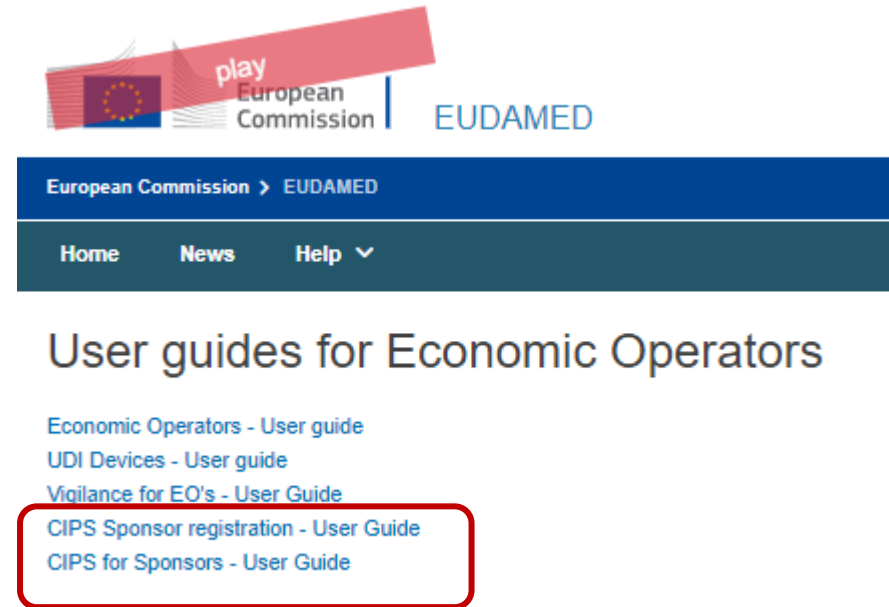 play
European
Commission
EUDAMED
European Commission > EUDAMED
Home News Help
User guides for Economic Operators
Economic Operators - User guide
UDI Devices - User guide
Vigilance for EO's - User Guide
CIPS Sponsor registration - User Guide
CIPS for Sponsors - User Guide